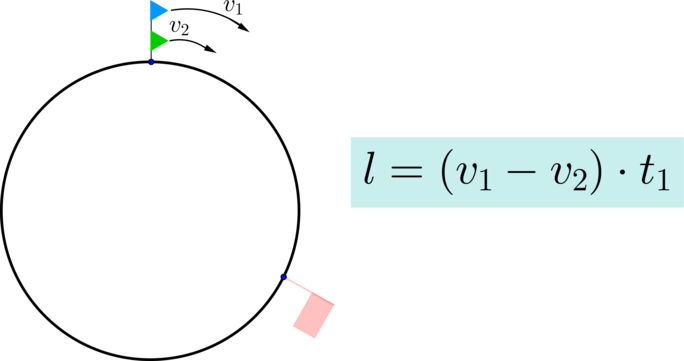 v₁
v₂
l = (v₁ − v₂) · t₁